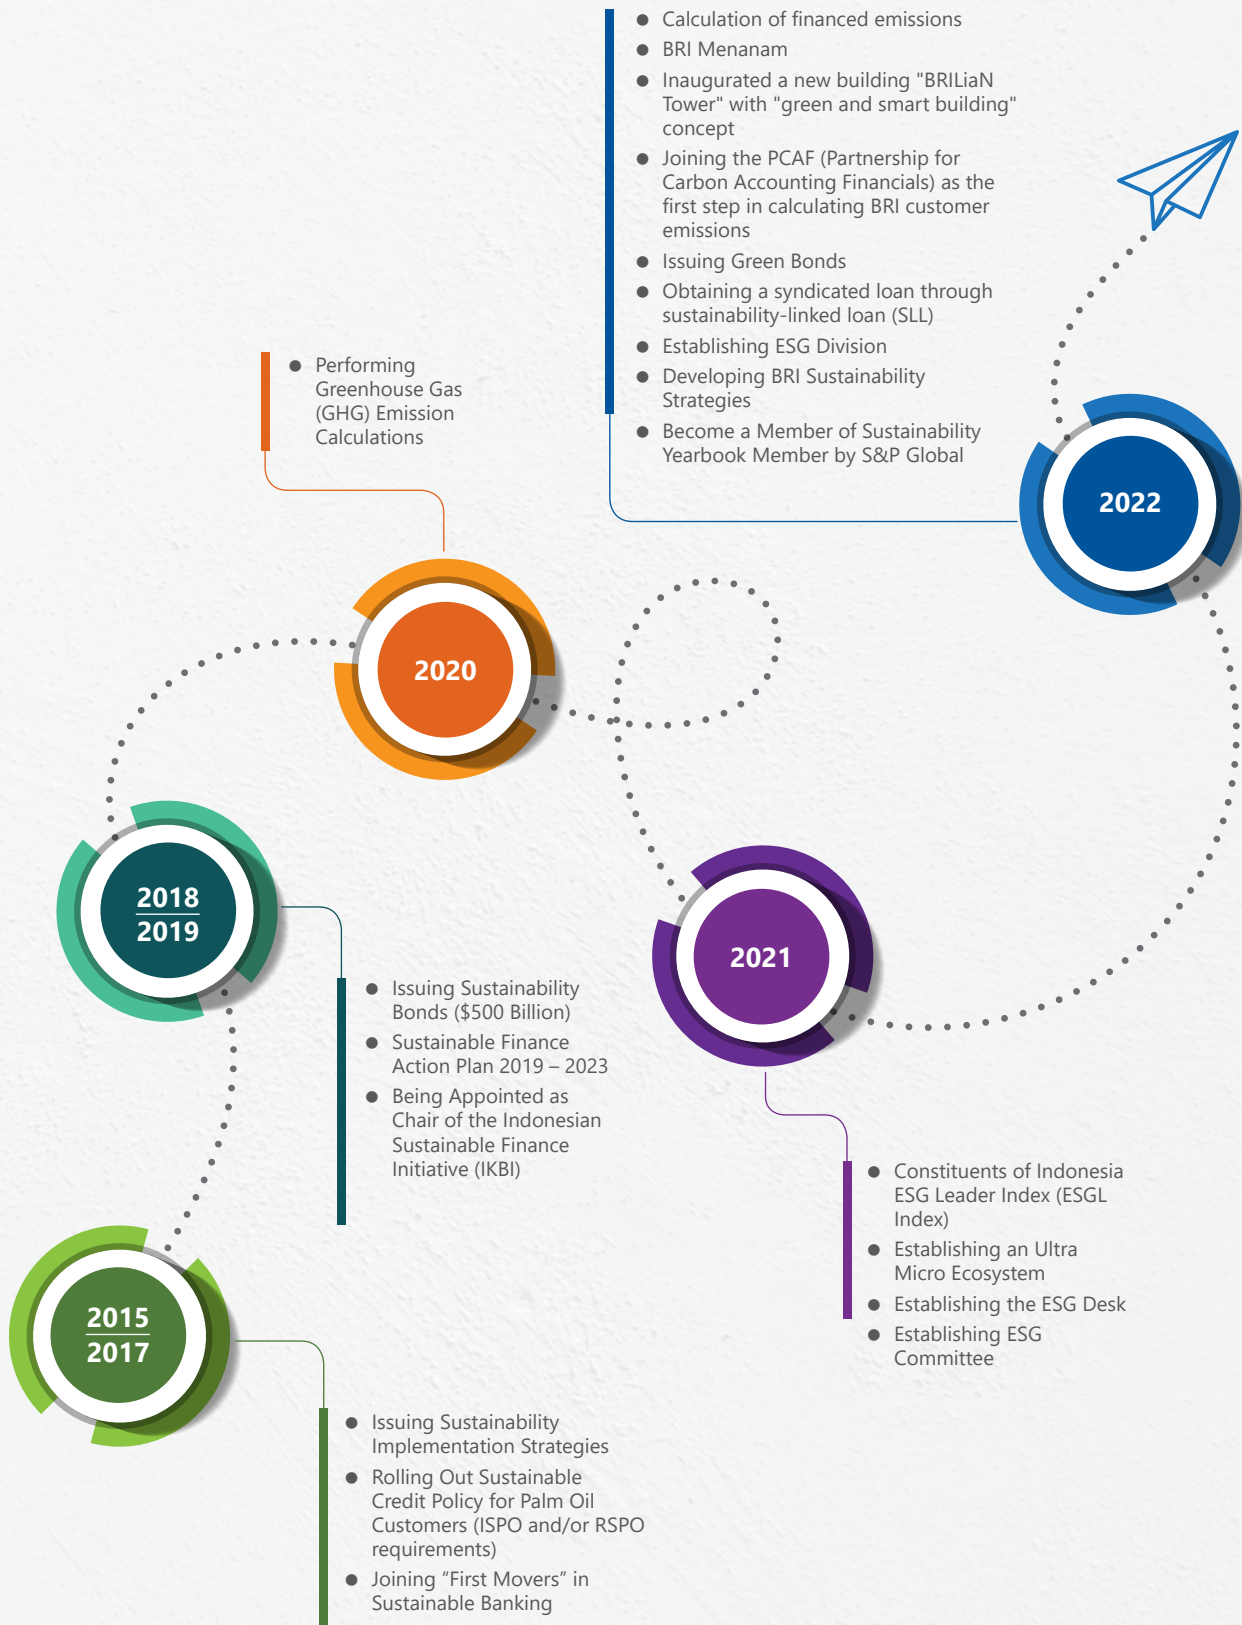 Calculation of financed emissions
BRI Menanam
Inaugurated a new building "BRILiaN
Tower" with "green and smart building"
concept
Joining the PCAF (Partnership for
Carbon Accounting Financials) as the
first step in calculating BRI customer
emissions
Issuing Green Bonds
Obtaining a syndicated loan through
sustainability-linked loan (SLL)
Establishing ESG Division
Developing BRI Sustainability
Strategies
Become a Member of Sustainability
Yearbook Member by S&P Global
2022
Performing
Greenhouse Gas
(GHG) Emission
Calculations
2020
2018
2019
Issuing Sustainability
Bonds ($500 Billion)
Sustainable Finance
Action Plan 2019 – 2023
Being Appointed as
Chair of the Indonesian
Sustainable Finance
Initiative (IKBI)
2021
Constituents of Indonesia
ESG Leader Index (ESGL
Index)
Establishing an Ultra
Micro Ecosystem
Establishing the ESG Desk
Establishing ESG
Committee
2015
2017
Issuing Sustainability
Implementation Strategies
Rolling Out Sustainable
Credit Policy for Palm Oil
Customers (ISPO and/or RSPO
requirements)
Joining “First Movers” in
Sustainable Banking